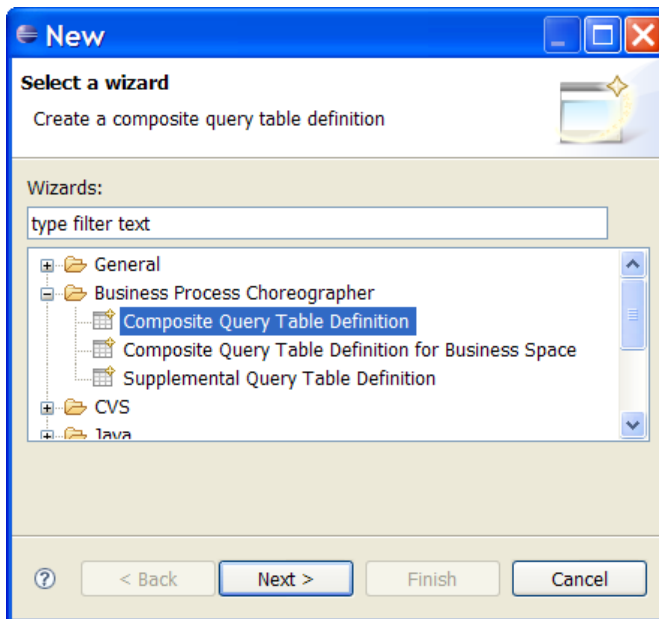 New
Select a wizard
Create a composite query table definition
Wizards:
type filter text
General
Business Process Choreographer
Composite Query Table Definition
Composite Query Table Definition for Business Space
Supplemental Query Table Definition
CVS
Java
? < Back Next > Finish Cancel